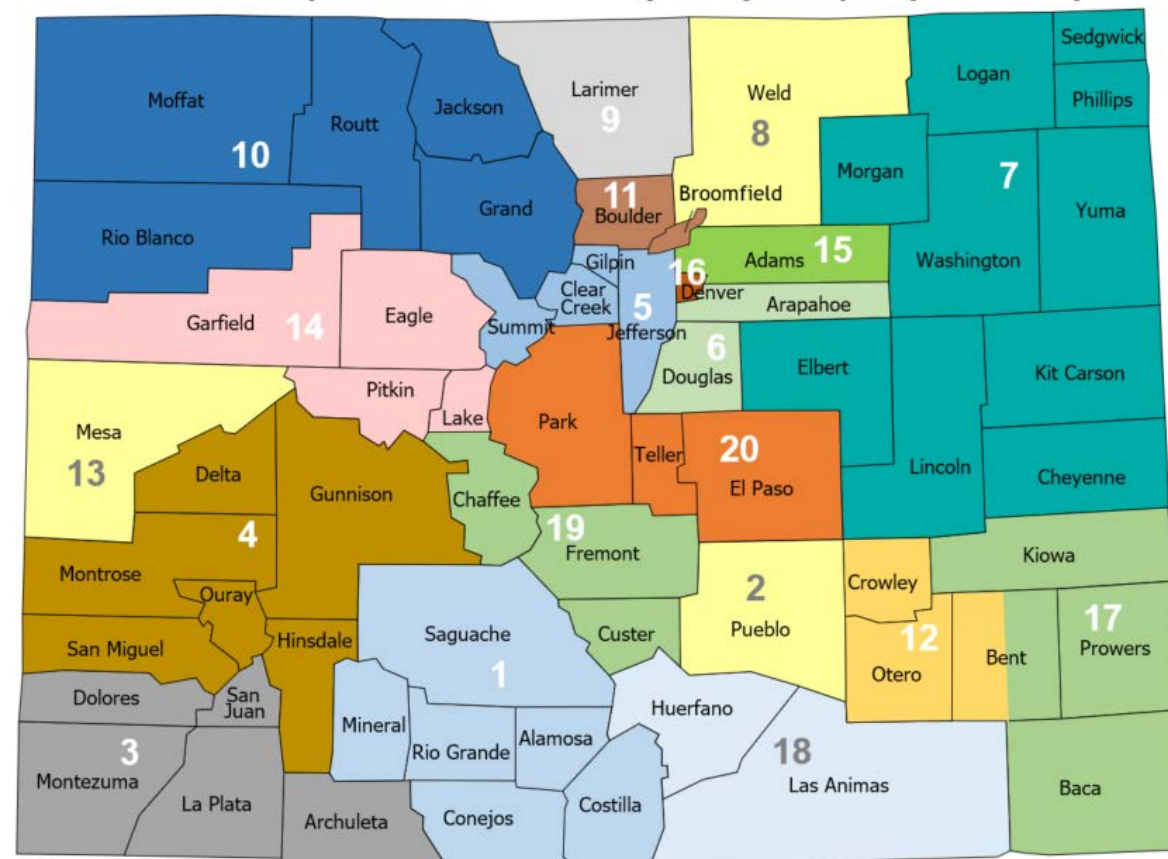 Sedgwick
Logan
Larimer
Weld
Moffat
Jackson
Phillips
Routt
9
8
10
Morgan
7
11
Broomfield
Grand
Boulder
Yuma
Rio Blanco
Gilpin
Adams
15
Washington
16
Clear
Creek
Denver
Arapahoe
5
Garfield
14
Eagle
Summit
Jefferson
6
Elbert
Kit Carson
Pitkin
Douglas
Lake
Park
Mesa
Teller
20
13
Delta
Gunnison
Chaffee
El Paso
Lincoln
Cheyenne
4
19
Fremont
Kiowa
Montrose
Ouray
2
Crowley
Saguache
Custer
Pueblo
17
San Miguel
Hinsdale
12
Bent
Prowers
1
Otero
Dolores
San
Juan
Mineral
Huerfano
3
Rio Grande
Alamosa
18
Montezuma
Las Animas
Baca
La Plata
Archuleta
Conejos
Costilla